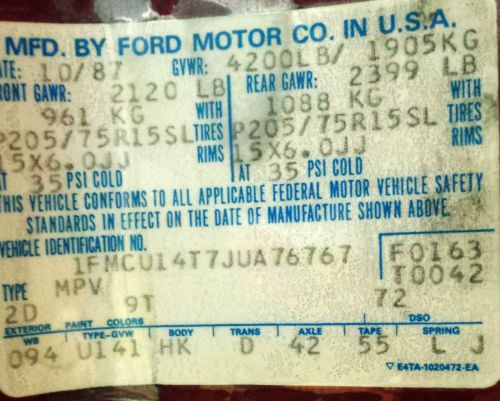 MFD. BY FORD MOTOR CO. IN U.S.A.
ATE: 10/87 GVWR: 4200LB/ 1905KG
RONT GAWR: 2120 LB REAR GAWR: 2399 LB
961 KG WITH 1088 KG WITH
P205/75R15SL TIRES P205/75R15SL TIRES
15X6.0JJ RIMS 15X6.0JJ RIMS
AT 35 PSI COLD AT 35 PSI COLD
THIS VEHICLE CONFORMS TO ALL APPLICABLE FEDERAL MOTOR VEHICLE SAFETY
STANDARDS IN EFFECT ON THE DATE OF MANUFACTURE SHOWN ABOVE.
VEHICLE IDENTIFICATION NO.
1FMCU14T7JUA76767 F0163
TYPE MPV T0042
2D 9T 72
EXTERIOR PAINT COLORS DSO
WB TYPE-GVW BODY TRANS AXLE TAPE SPRING
094 U141 HK D 42 55 L J
E4TA-1020472-EA